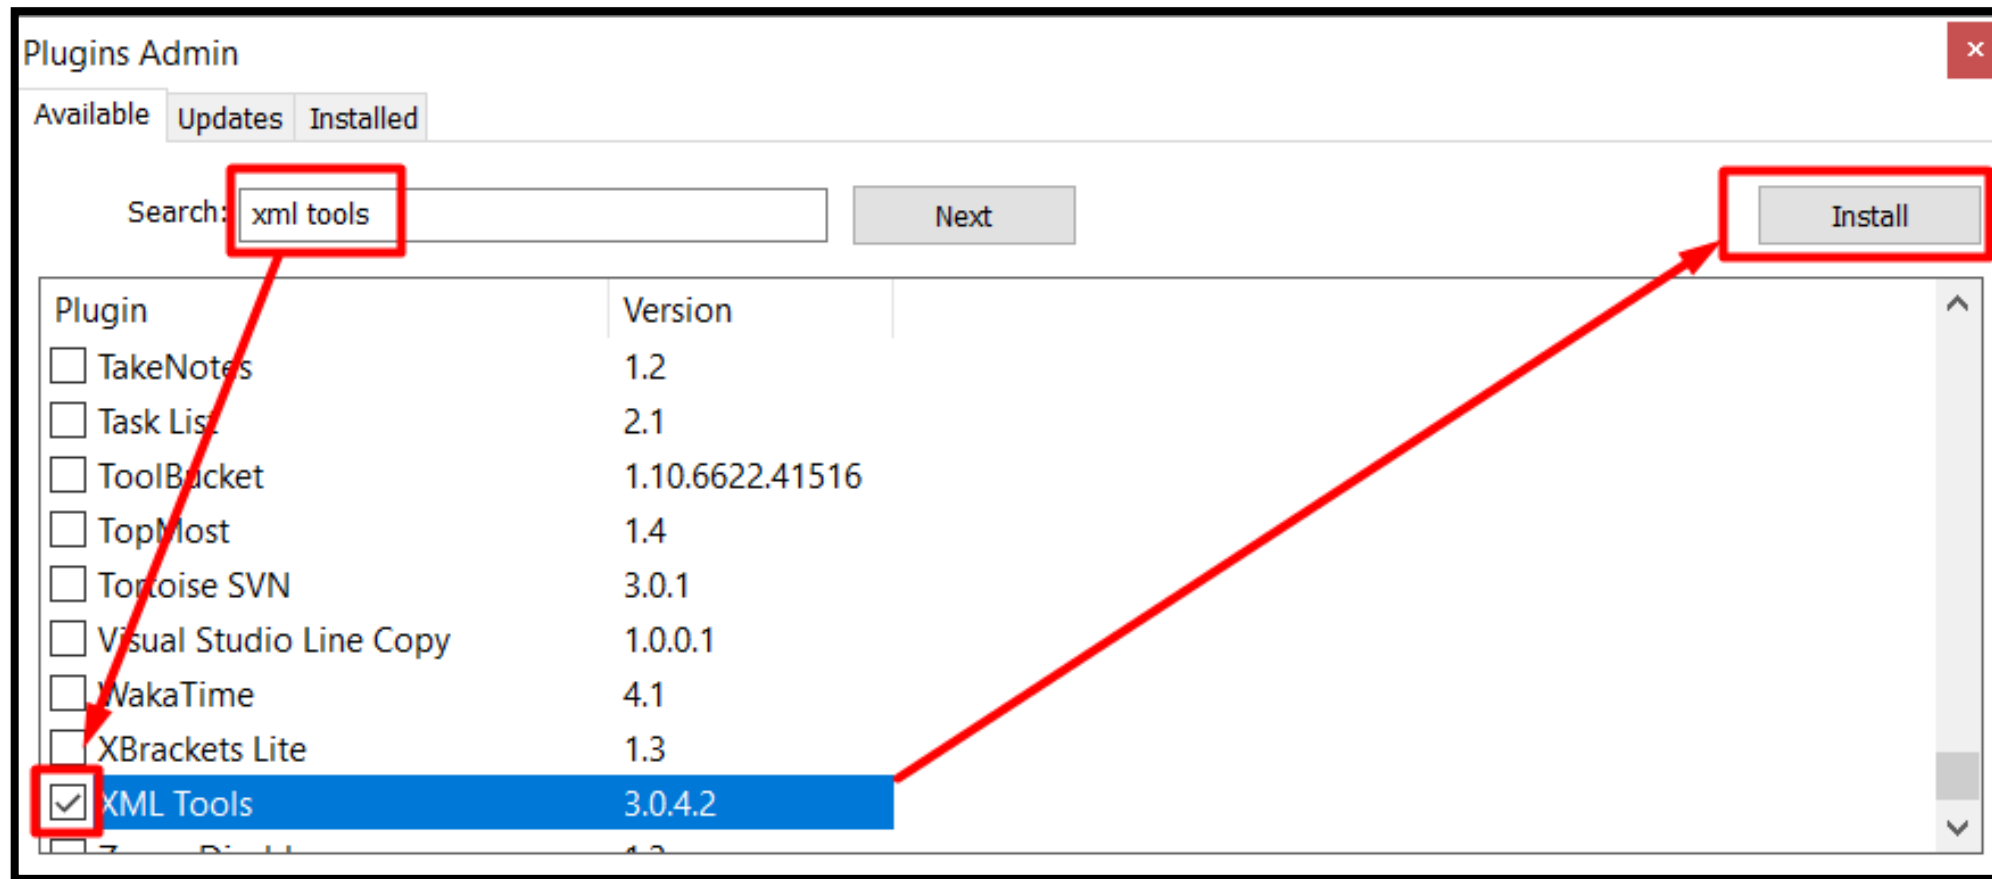 Plugins Admin
Available Updates Installed
Search: xml tools Next Install
Plugin Version
TakeNotes 1.2
Task List 2.1
ToolBucket 1.10.6622.41516
TopMost 1.4
Tortoise SVN 3.0.1
Visual Studio Line Copy 1.0.0.1
WakaTime 4.1
XBrackets Lite 1.3
XML Tools 3.0.4.2